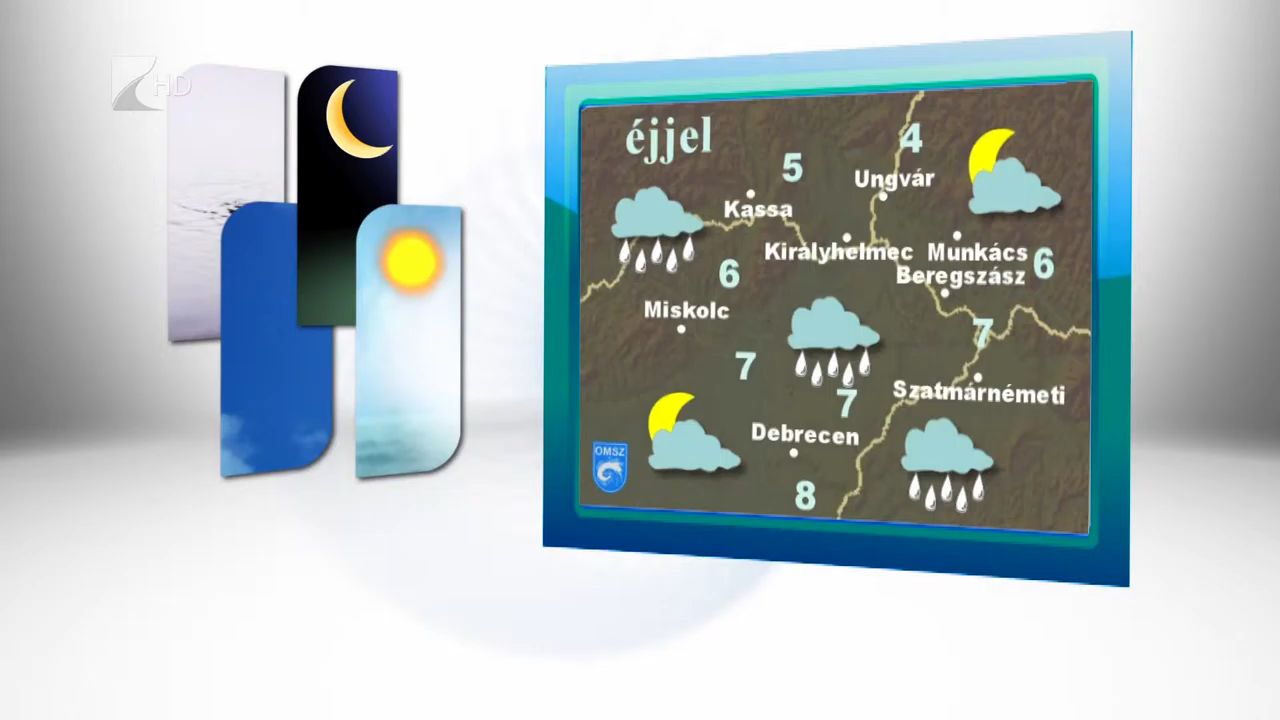 HD
éjjel
4
5
Ungvár
Kassa
Királyhelmec
Munkács
6
Beregszász
6
Miskolc
7
7
Szatmárnémeti
7
Debrecen
OMSZ
8